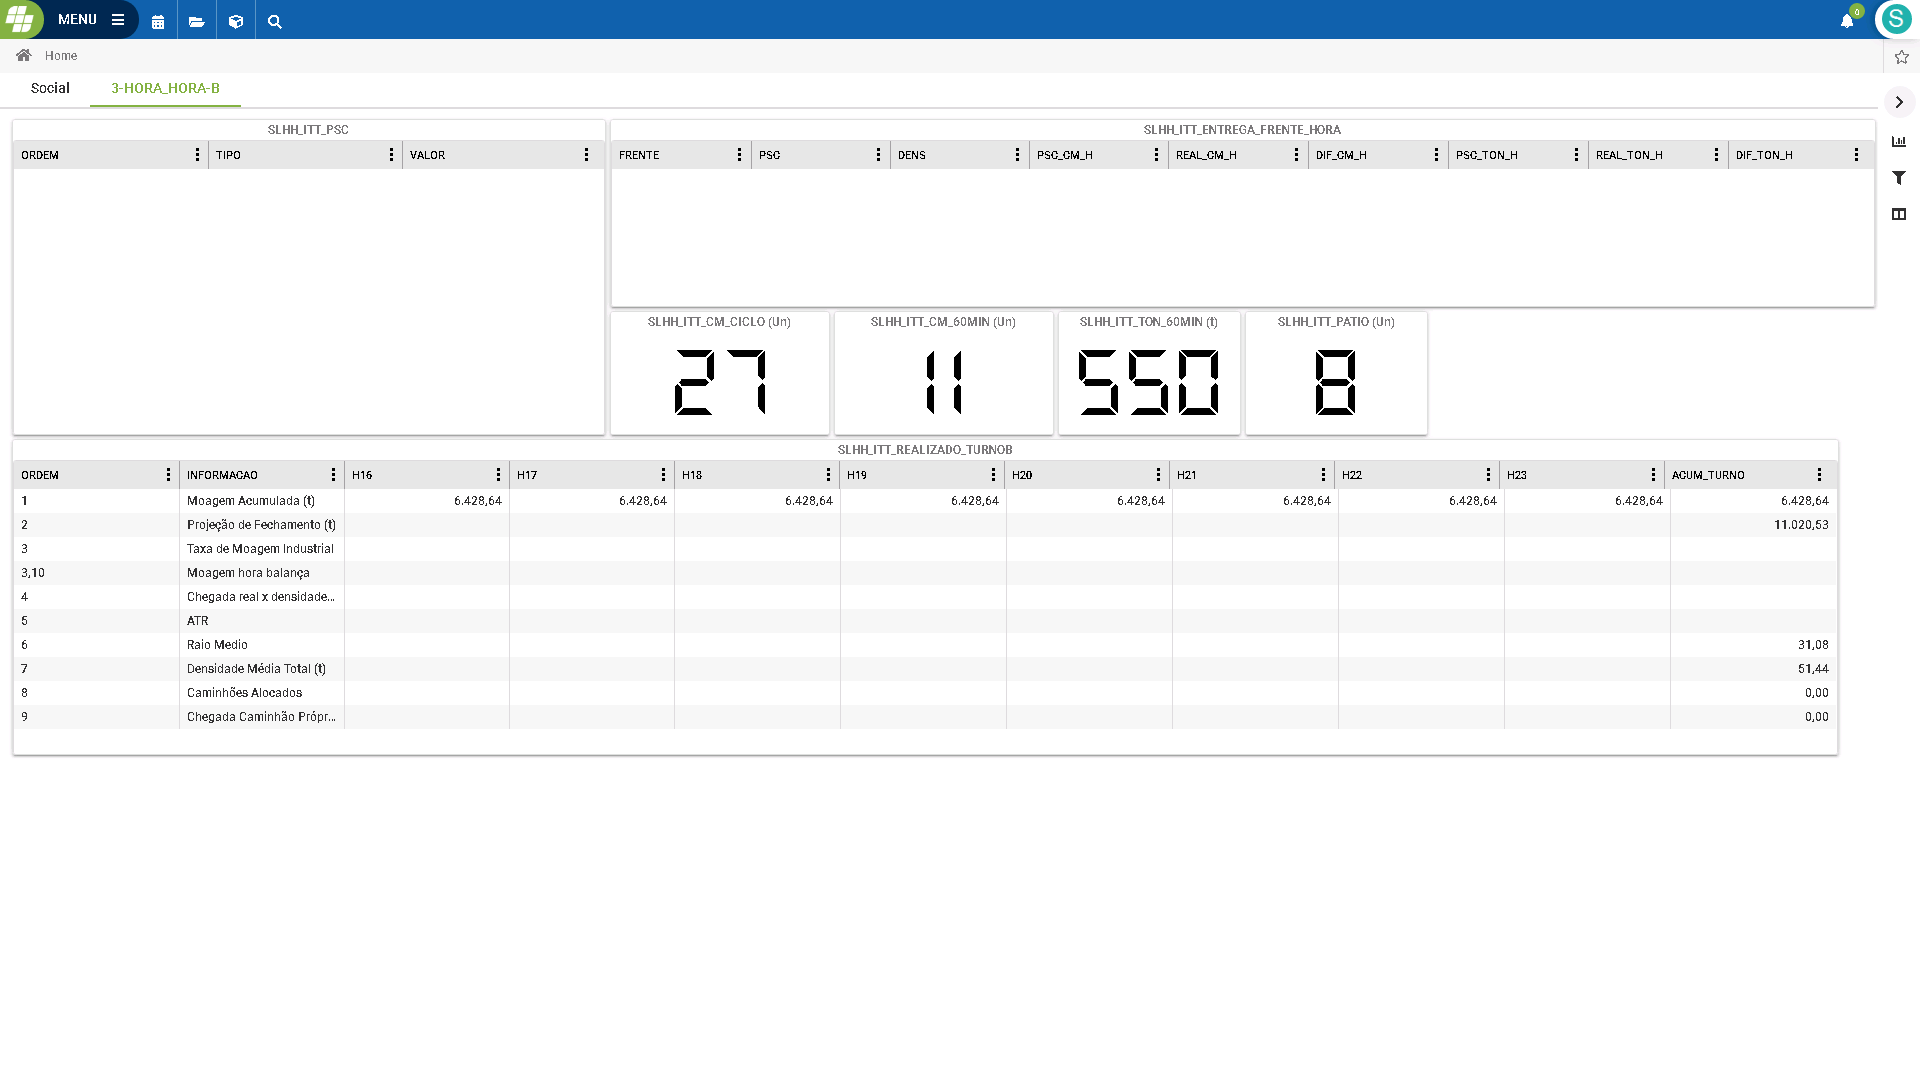 MENU
0
S
Home
Social
3-HORA_HORA-B
SLHH_ITT_PSC
ORDEM TIPO VALOR
SLHH_ITT_ENTREGA_FRENTE_HORA
FRENTE PSC DENS PSC_CM_H REAL_CM_H DIF_CM_H PSC_TON_H REAL_TON_H DIF_TON_H
SLHH_ITT_CM_CICLO (Un)
27
SLHH_ITT_CM_60MIN (Un)
11
SLHH_ITT_TON_60MIN (t)
550
SLHH_ITT_PATIO (Un)
8
SLHH_ITT_REALIZADO_TURNOB
ORDEM INFORMACAO H16 H17 H18 H19 H20 H21 H22 H23 ACUM_TURNO
1 Moagem Acumulada (t) 6.428,64 6.428,64 6.428,64 6.428,64 6.428,64 6.428,64 6.428,64 6.428,64 6.428,64
2 Projeção de Fechamento (t) 11.020,53
3 Taxa de Moagem Industrial
3,10 Moagem hora balança
4 Chegada real x densidade...
5 ATR
6 Raio Medio 31,08
7 Densidade Média Total (t) 51,44
8 Caminhões Alocados 0,00
9 Chegada Caminhão Própr... 0,00